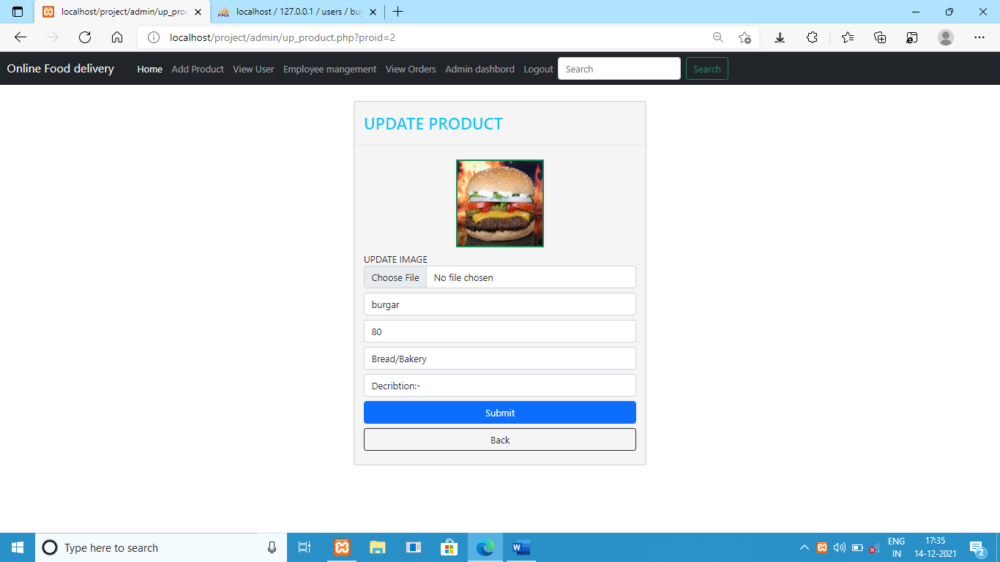 localhost/project/admin/up_proc
localhost / 127.0.0.1 / users / buy
localhost/project/admin/up_product.php?proid=2
Online Food delivery Home Add Product View User Employee mangement View Orders Admin dashbord Logout Search Search
UPDATE PRODUCT
UPDATE IMAGE
Choose File No file chosen
burgar
80
Bread/Bakery
Decribtion:-
Submit
Back
Type here to search
ENG
IN
17:35
14-12-2021
2